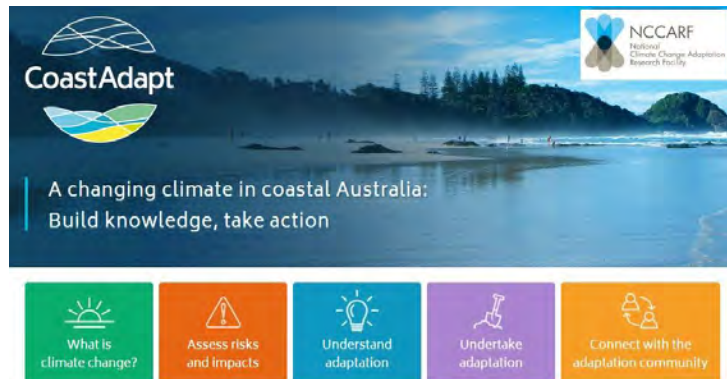 CoastAdapt
NCCARF
National
Climate Change Adaptation
Research Facility
A changing climate in coastal Australia:
Build knowledge, take action
What is
climate change?
Assess risks
and impacts
Understand
adaptation
Undertake
adaptation
Connect with the
adaptation community